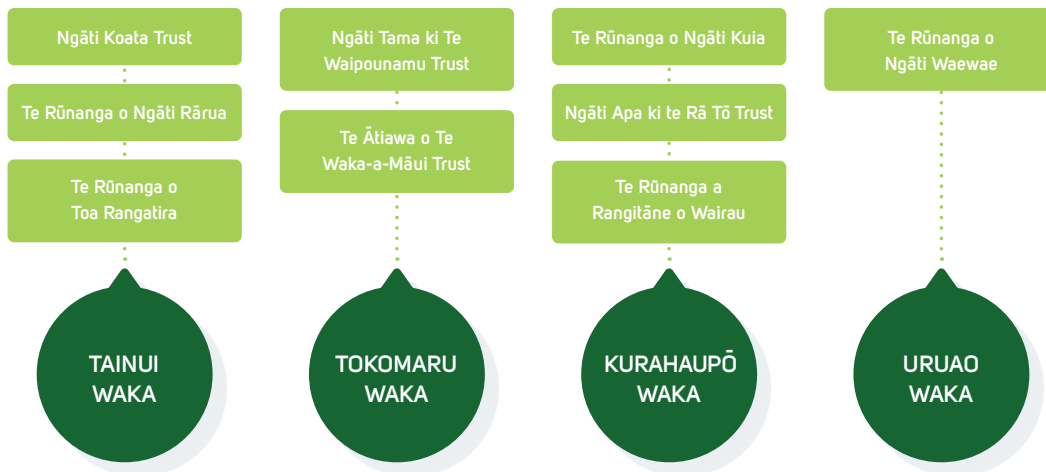 Ngāti Koata Trust
Te Rūnanga o Ngāti Rārua
Te Rūnanga o
Toa Rangatira
TAINUI
WAKA
Ngāti Tama ki Te
Waipounamu Trust
Te Ātiawa o Te
Waka-a-Māui Trust
TOKOMARU
WAKA
Te Rūnanga o Ngāti Kuia
Ngāti Apa ki te Rā Tō Trust
Te Rūnanga a
Rangitāne o Wairau
KURAHAUPŌ
WAKA
Te Rūnanga o
Ngāti Waewae
URUAO
WAKA